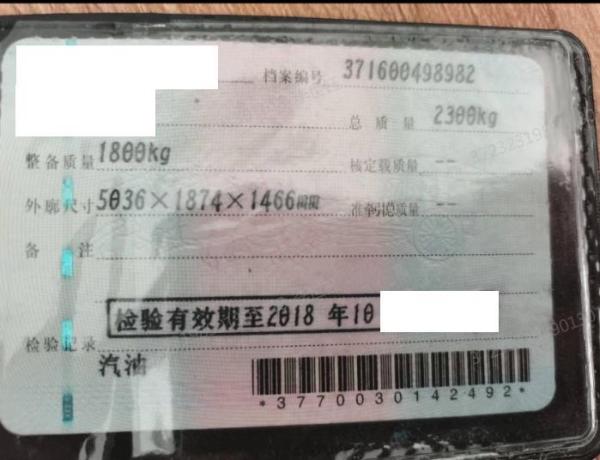 档案编号 371600498982
总质量 2300kg
整备质量 1800kg 核定载质量 --
外廓尺寸 5036×1874×1466mm 准牵引总质量 --
备注
检验有效期至2018 年10
检验记录
汽油
*3770030142492*